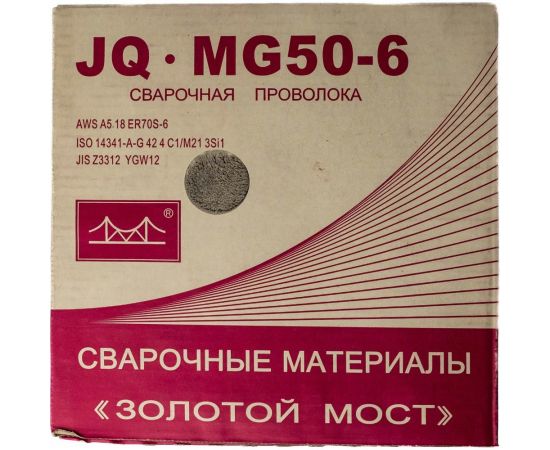 JQ · MG50-6
СВАРОЧНАЯ ПРОВОЛОКА
AWS A5.18 ER70S-6
ISO 14341-A-G 42 4 C1/M21 3Si1
JIS Z3312 YGW12
®
СВАРОЧНЫЕ МАТЕРИАЛЫ
《ЗОЛОТОЙ МОСТ》